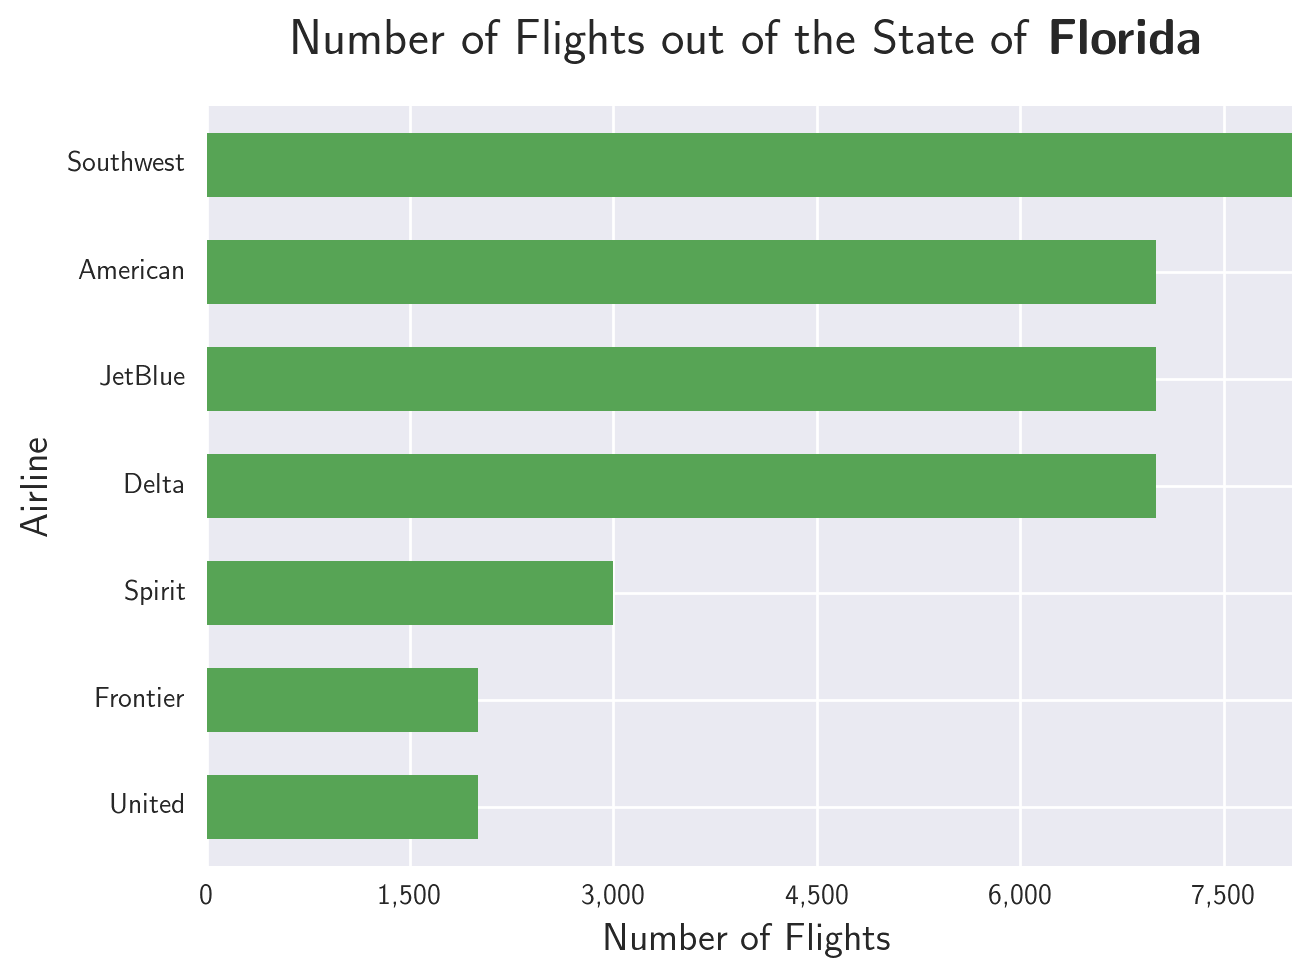 Number of Flights out of the State of Florida
Southwest
American
JetBlue
Delta
Spirit
Frontier
United
Airline
0 1,500 3,000 4,500 6,000 7,500
Number of Flights